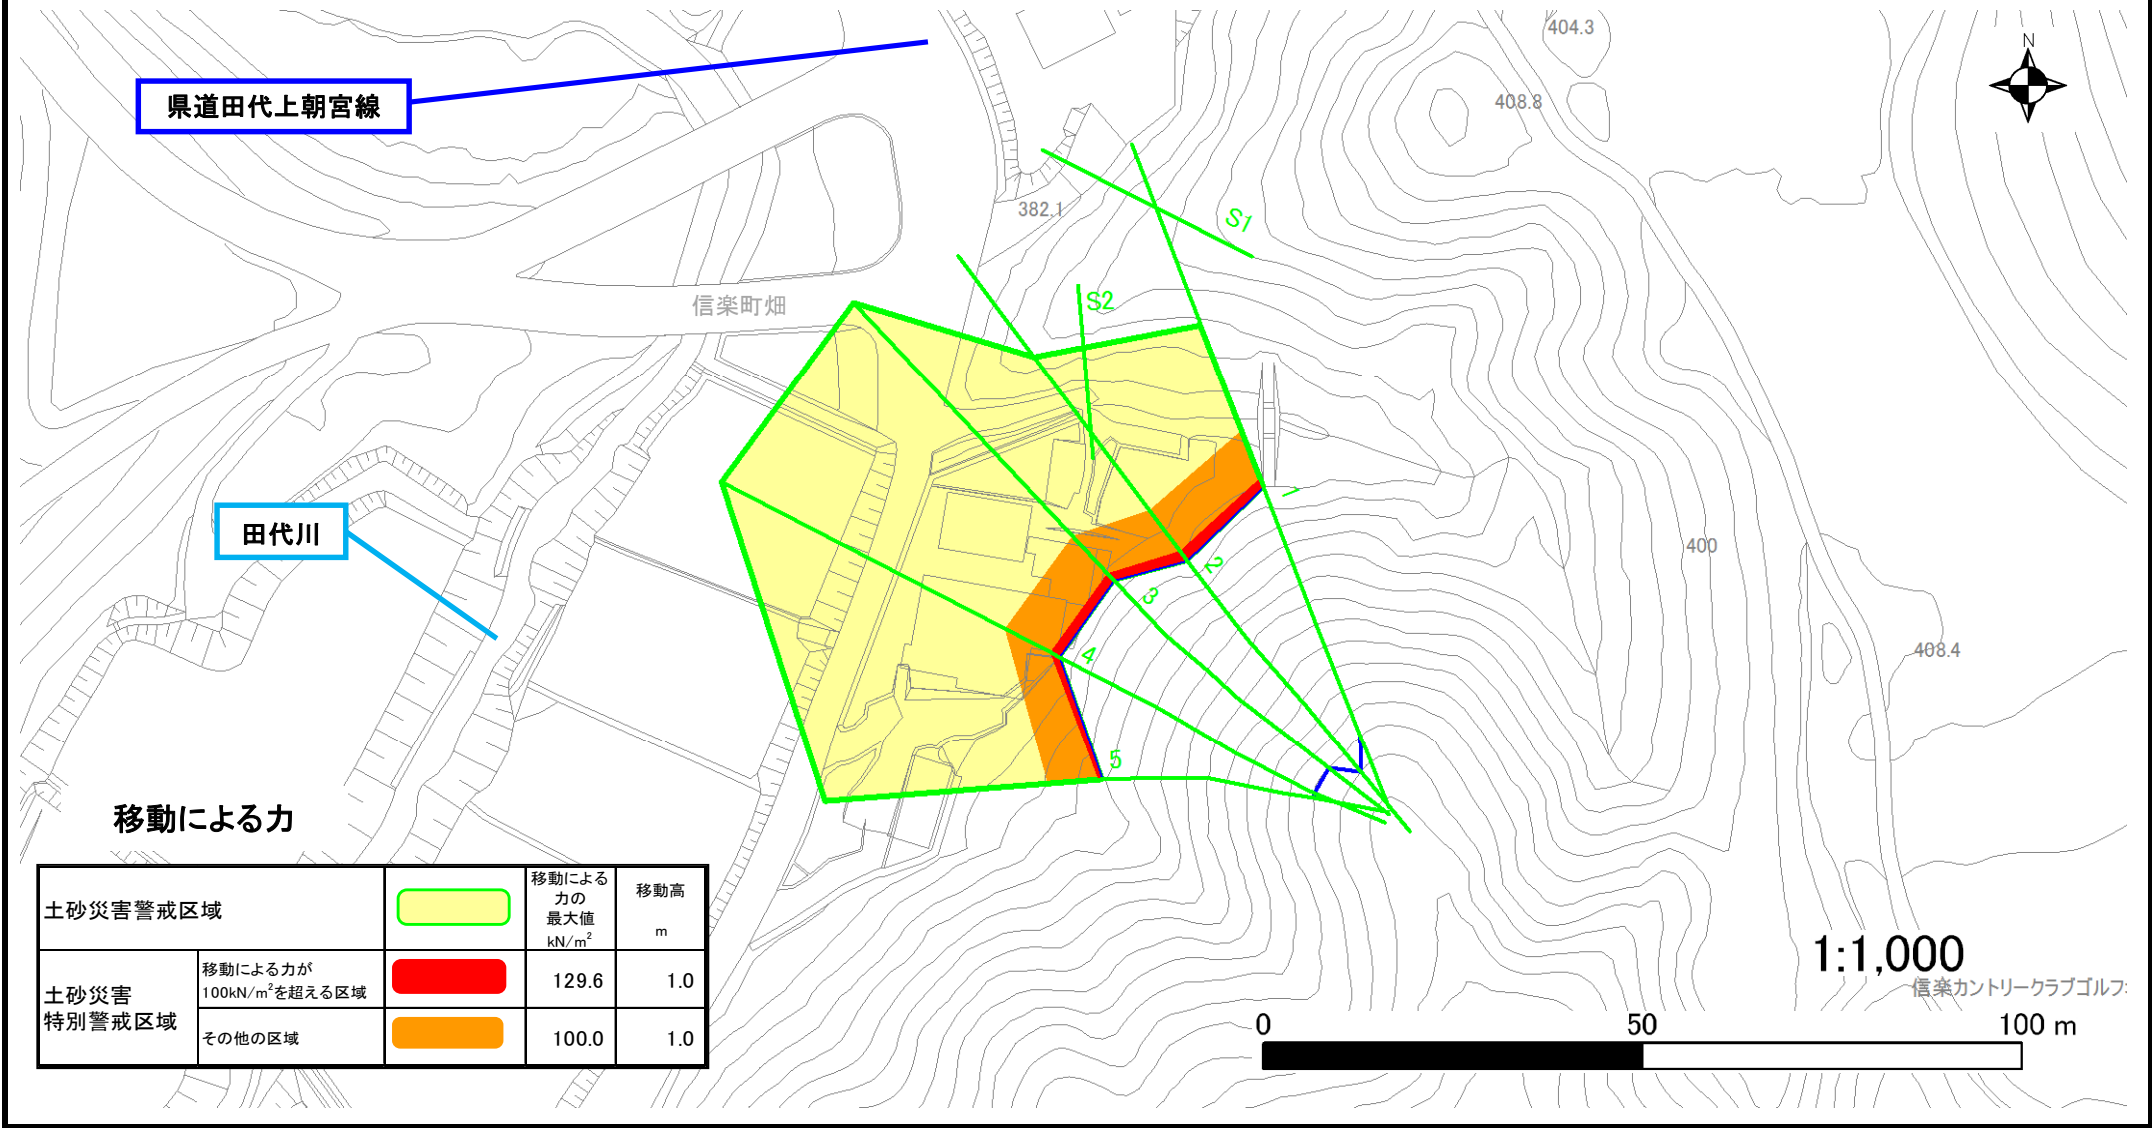 404.3
N
県道田代上朝宮線
408.8
382.1
S1
信楽町畑
S2
1
田代川
2
400
3
4
408.4
5
移動による力
土砂災害警戒区域
移動による
力の
最大値
kN/m²
移動高
m
土砂災害
特別警戒区域
移動による力が
100kN/m²を超える区域
129.6
1.0
その他の区域
100.0
1.0
1:1,000
信楽カントリークラブゴルフ
0
50
100 m